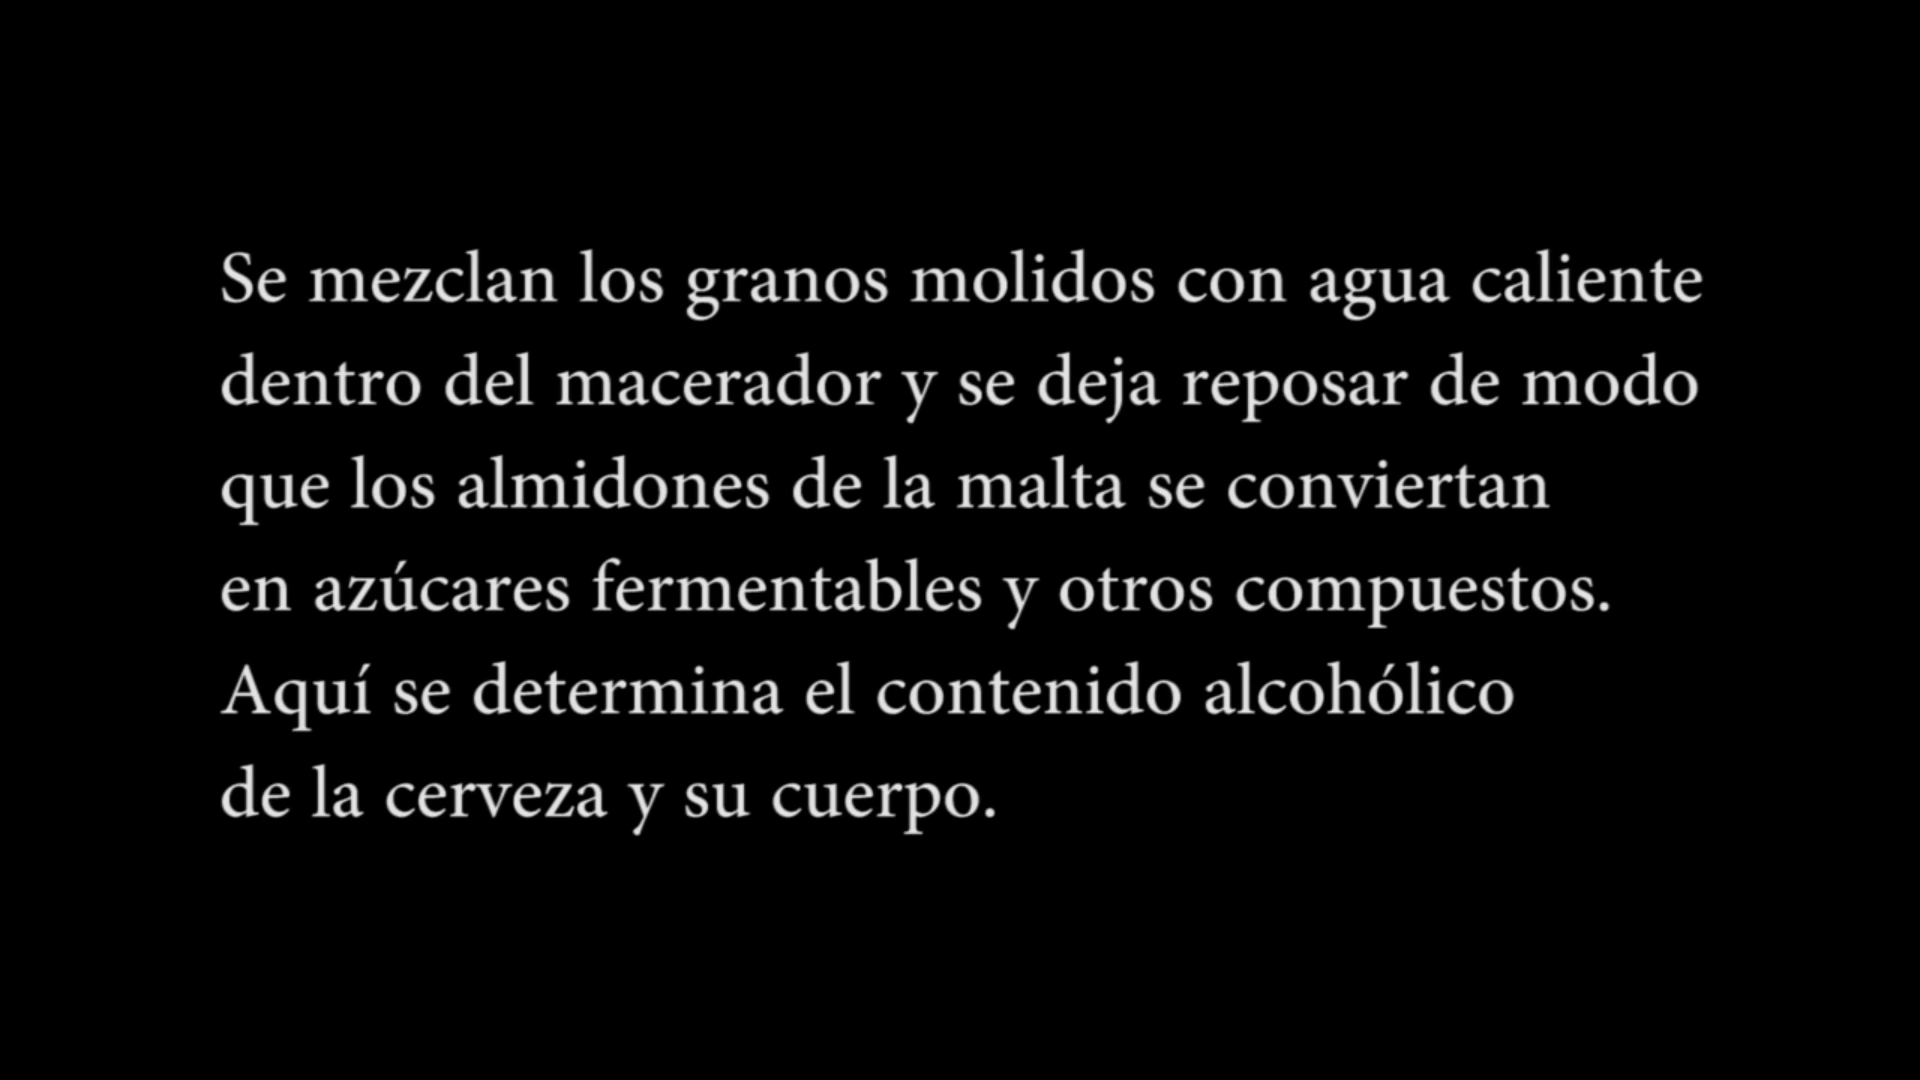 Se mezclan los granos molidos con agua caliente
dentro del macerador y se deja reposar de modo
que los almidones de la malta se conviertan
en azúcares fermentables y otros compuestos.
Aquí se determina el contenido alcohólico
de la cerveza y su cuerpo.